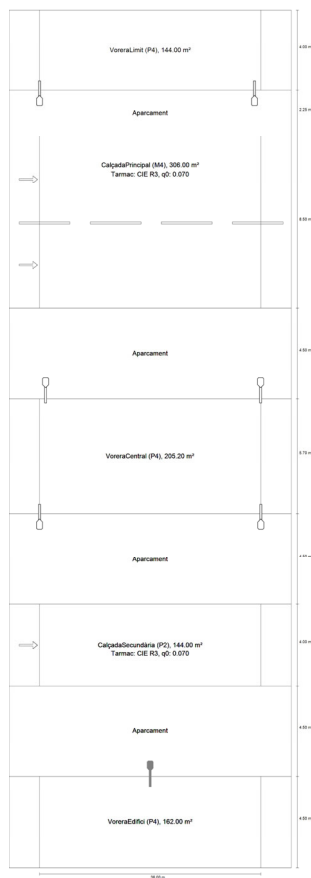 VoreraLímit (P4), 144.00 m²
4.00 m
Aparcament
2.25 m
CalçadaPrincipal (M4), 306.00 m²
Tarmac: CIE R3, q0: 0.070
8.50 m
Aparcament
4.50 m
VoreraCentral (P4), 205.20 m²
5.70 m
Aparcament
CalçadaSecundària (P2), 144.00 m²
Tarmac: CIE R3, q0: 0.070
4.00 m
Aparcament
4.50 m
VoreraEdifici (P4), 162.00 m²
4.50 m